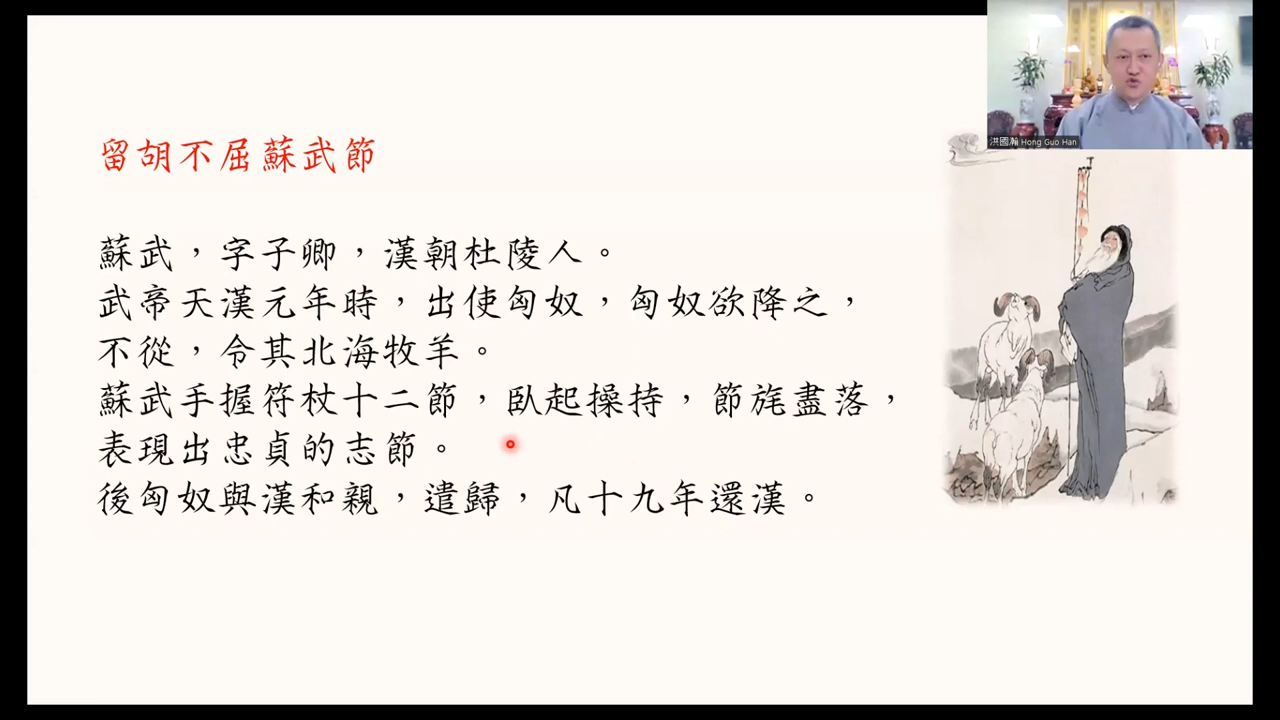 洪國瀚 Hong Guo Han
留胡不屈蘇武節
蘇武，字子卿，漢朝杜陵人。
武帝天漢元年時，出使匈奴，匈奴欲降之，
不從，令其北海牧羊。
蘇武手握符杖十二節，臥起操持，節旄盡落，
表現出忠貞的志節。
後匈奴與漢和親，遣歸，凡十九年還漢。